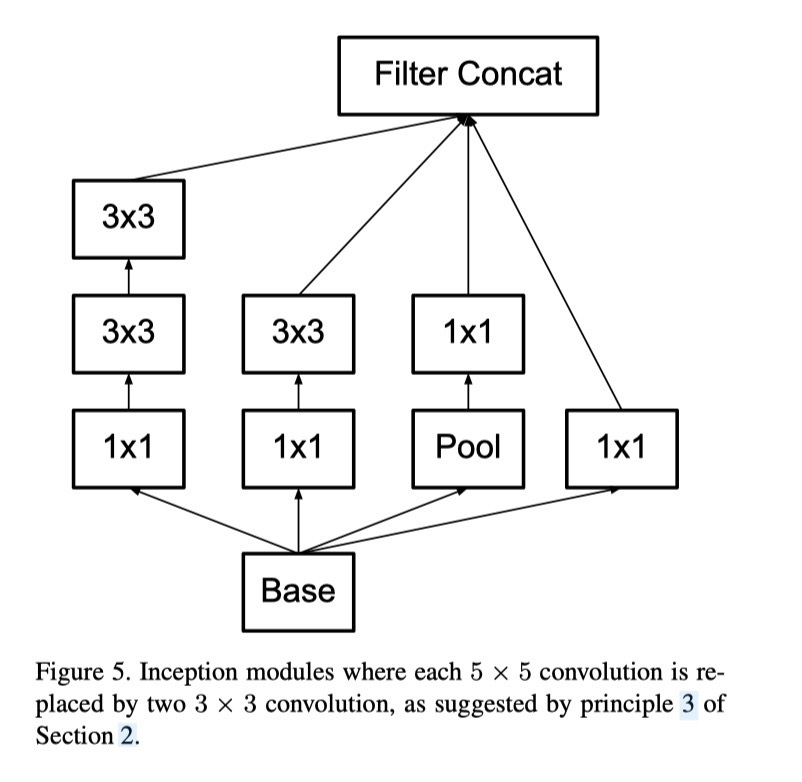 Filter Concat
3x3
3x3 3x3 1x1
1x1 1x1 Pool 1x1
Base
Figure 5. Inception modules where each 5 × 5 convolution is re-
placed by two 3 × 3 convolution, as suggested by principle 3 of
Section 2.